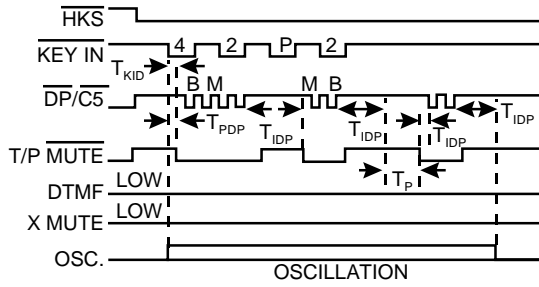 HKS
KEY IN 4 2 P 2
TKID
B M M B
DP/C5
TPDP TIDP TIDP TIDP TIDP
T/P MUTE
TP
DTMF LOW
X MUTE LOW
OSC.
OSCILLATION